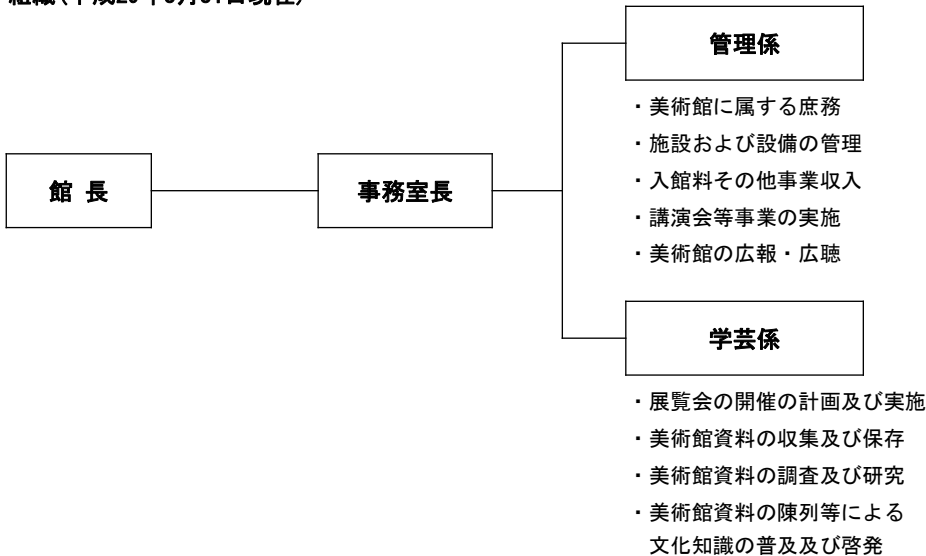 館 長
事務室長
管理係
・美術館に属する庶務
・施設および設備の管理
・入館料その他事業収入
・講演会等事業の実施
・美術館の広報・広聴
学芸係
・展覧会の開催の計画及び実施
・美術館資料の収集及び保存
・美術館資料の調査及び研究
・美術館資料の陳列等による
文化知識の普及及び啓発